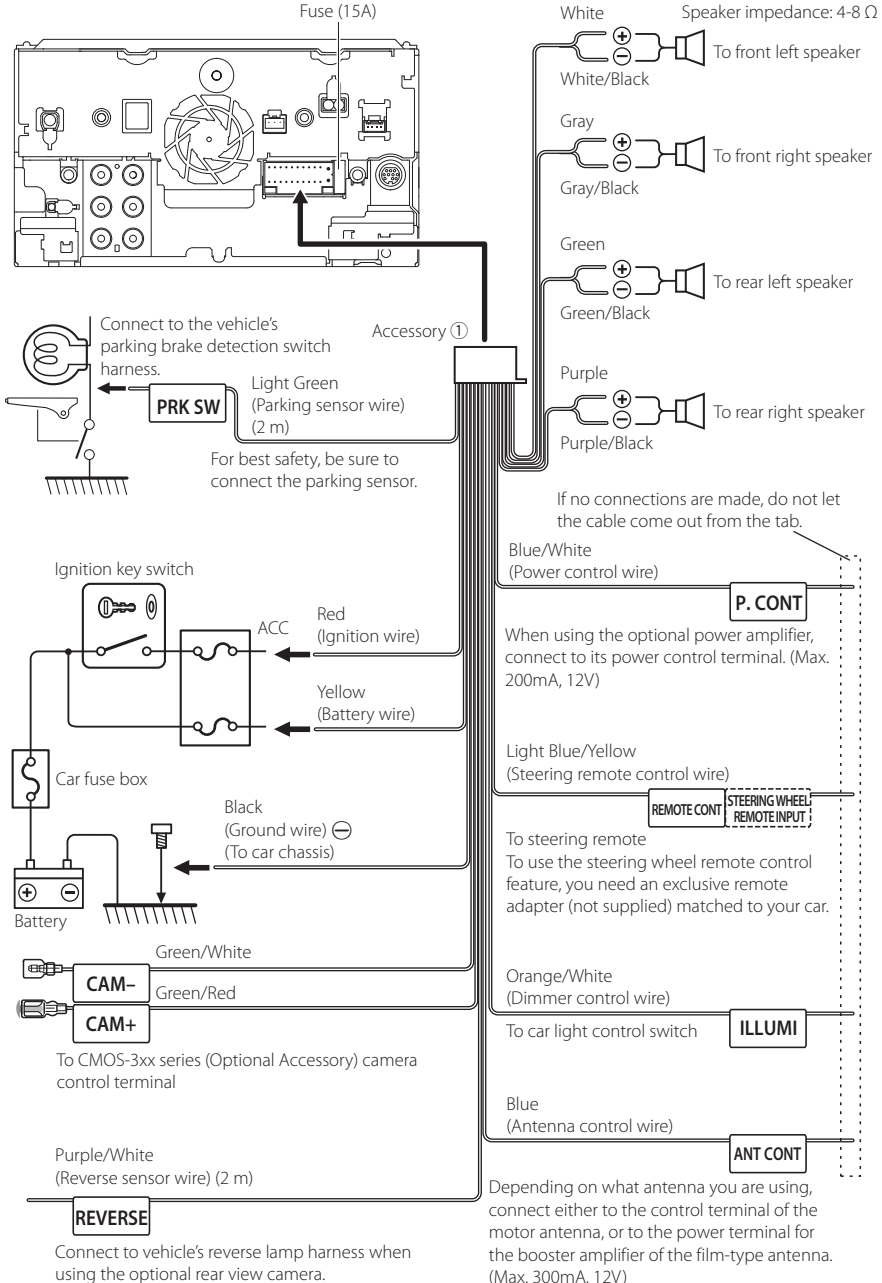 Fuse (15A)
White
Speaker impedance: 4-8 Ω
⊕
⊖
To front left speaker
White/Black
Gray
⊕
⊖
To front right speaker
Gray/Black
Green
⊕
⊖
To rear left speaker
Green/Black
Purple
⊕
⊖
To rear right speaker
Purple/Black
Connect to the vehicle's
parking brake detection switch
harness.
Accessory ①
PRK SW
Light Green
(Parking sensor wire)
(2 m)
For best safety, be sure to
connect the parking sensor.
If no connections are made, do not let
the cable come out from the tab.
Blue/White
(Power control wire)
P. CONT
When using the optional power amplifier,
connect to its power control terminal. (Max.
200mA, 12V)
Ignition key switch
ACC
Red
(Ignition wire)
Yellow
(Battery wire)
Car fuse box
Light Blue/Yellow
(Steering remote control wire)
REMOTE CONT
STEERING WHEEL
REMOTE INPUT
To steering remote
To use the steering wheel remote control
feature, you need an exclusive remote
adapter (not supplied) matched to your car.
Black
(Ground wire) ⊖
(To car chassis)
⊕ ⊖
Battery
Green/White
CAM–
Green/Red
CAM+
To CMOS-3xx series (Optional Accessory) camera
control terminal
Orange/White
(Dimmer control wire)
To car light control switch
ILLUMI
Blue
(Antenna control wire)
ANT CONT
Depending on what antenna you are using,
connect either to the control terminal of the
motor antenna, or to the power terminal for
the booster amplifier of the film-type antenna.
(Max. 300mA, 12V)
Purple/White
(Reverse sensor wire) (2 m)
REVERSE
Connect to vehicle's reverse lamp harness when
using the optional rear view camera.